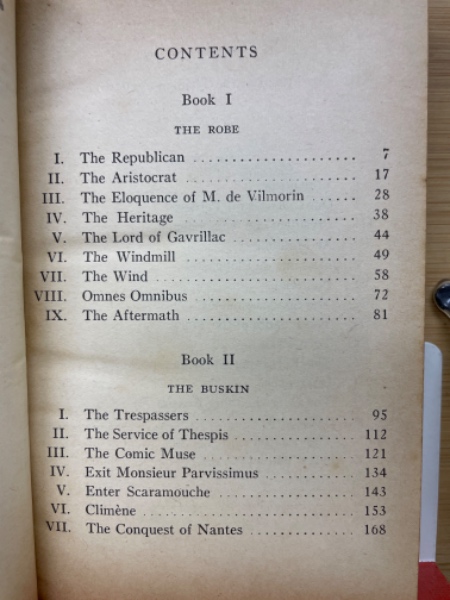 CONTENTS
Book I
THE ROBE
I. The Republican ..................... 7
II. The Aristocrat ..................... 17
III. The Eloquence of M. de Vilmorin ...... 28
IV. The Heritage ..................... 38
V. The Lord of Gavrillac ................ 44
VI. The Windmill ..................... 49
VII. The Wind ........................ 58
VIII. Omnes Omnibus .................... 72
IX. The Aftermath ..................... 81
Book II
THE BUSKIN
I. The Trespassers ..................... 95
II. The Service of Thespis ............... 112
III. The Comic Muse .................... 121
IV. Exit Monsieur Parvissimus ............ 134
V. Enter Scaramouche .................. 143
VI. Climène .......................... 153
VII. The Conquest of Nantes .............. 168